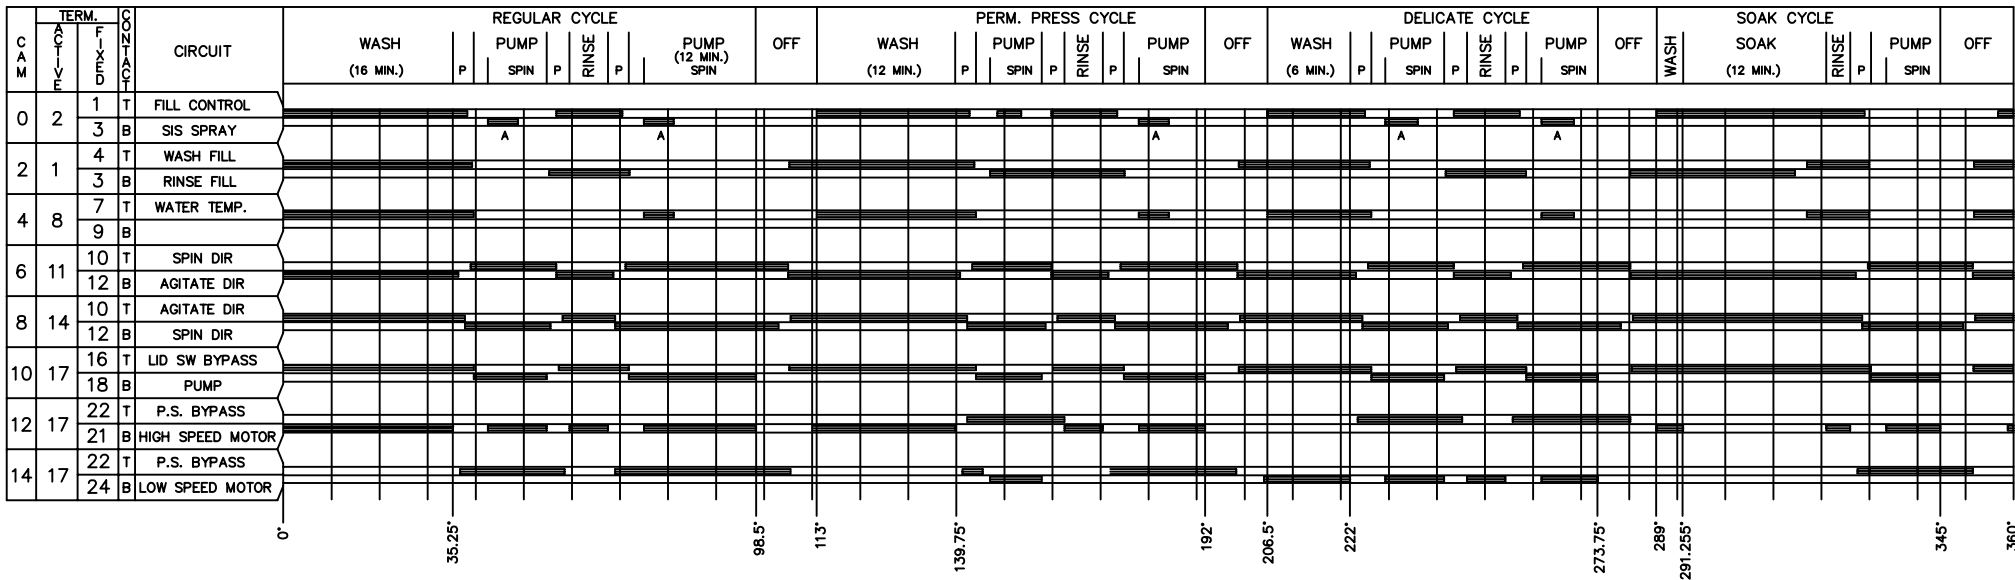 CAM TERM. CONTACT CIRCUIT
ACTIVE FIXED
REGULAR CYCLE PERM. PRESS CYCLE DELICATE CYCLE SOAK CYCLE
WASH PUMP RINSE PUMP OFF WASH PUMP RINSE PUMP OFF WASH PUMP RINSE PUMP OFF WASH SOAK RINSE PUMP OFF
(16 MIN.) P SPIN P P (12 MIN.) SPIN (12 MIN.) P SPIN P P SPIN (6 MIN.) P SPIN P P SPIN (12 MIN.) P SPIN
0 2 1 T FILL CONTROL
3 B SIS SPRAY
A A A A A
2 1 4 T WASH FILL
3 B RINSE FILL
4 8 7 T WATER TEMP.
9 B
6 11 10 T SPIN DIR
12 B AGITATE DIR
8 14 10 T AGITATE DIR
12 B SPIN DIR
10 17 16 T LID SW BYPASS
18 B PUMP
12 17 22 T P.S. BYPASS
21 B HIGH SPEED MOTOR
14 17 22 T P.S. BYPASS
24 B LOW SPEED MOTOR
0° 35.25° 98.5° 113° 139.75° 192° 206.5° 222° 273.75° 289° 291.255° 345° 360°